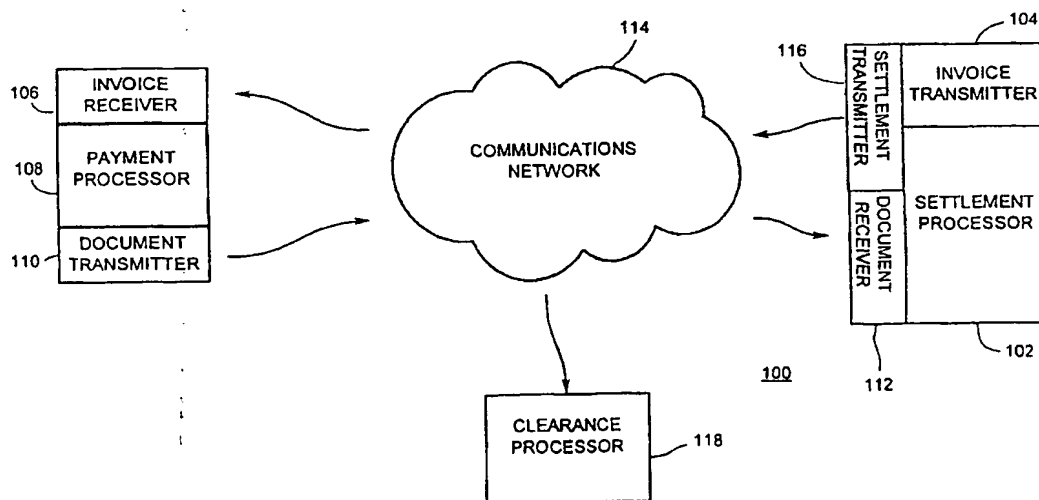 106
INVOICE
RECEIVER
108
PAYMENT
PROCESSOR
110
DOCUMENT
TRANSMITTER
114
COMMUNICATIONS
NETWORK
116
SETTLEMENT
TRANSMITTER
104
INVOICE
TRANSMITTER
DOCUMENT
RECEIVER
SETTLEMENT
PROCESSOR
112
102
100
CLEARANCE
PROCESSOR
118